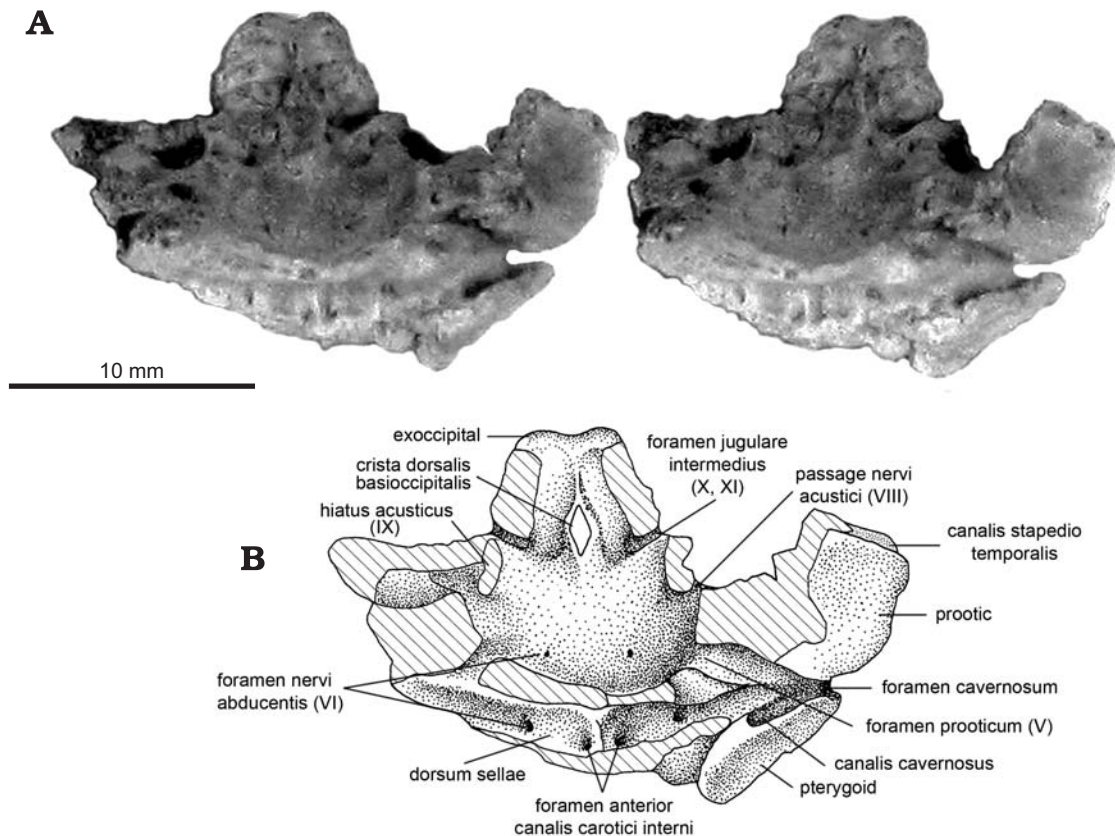 A
10 mm
B
exoccipital
crista dorsalis
basioccipitalis
hiatus acusticus
(IX)
foramen jugulare
intermedius
(X, XI)
passage nervi
acustici (VIII)
canalis stapedio
temporalis
prootic
foramen cavernosum
foramen prooticum (V)
canalis cavernosus
pterygoid
foramen nervi
abducentis (VI)
dorsum sellae
foramen anterior
canalis carotici interni